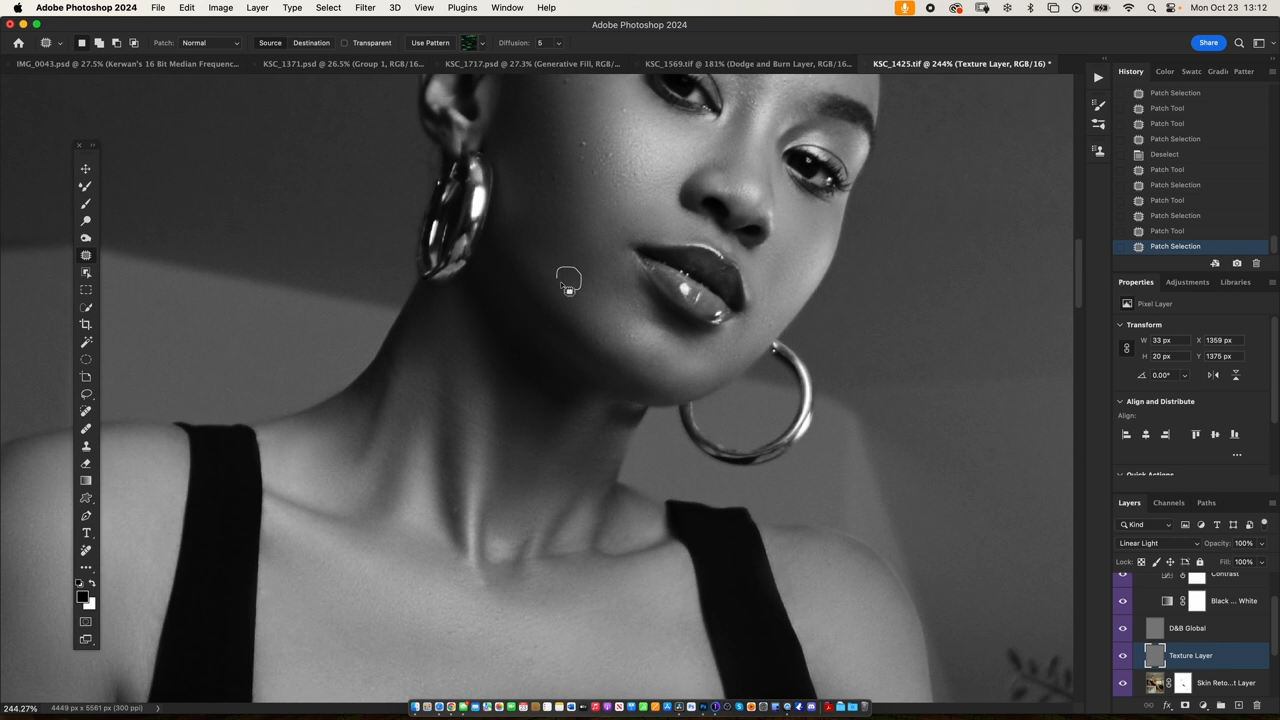 Adobe Photoshop 2024 File Edit Image Layer Type Select Filter 3D View Plugins Window Help Mon Oct 23 13:12
Adobe Photoshop 2024
Patch: Normal Source Destination Transparent Use Pattern Diffusion: 5 Share
IMG_0043.psd @ 27.5% (Kerwan's 16 Bit Median Frequenc... KSC_1371.psd @ 26.5% (Group 1, RGB/16)... KSC_1717.psd @ 27.3% (Generative Fill, RGB/... KSC_1569.tif @ 181% (Dodge and Burn Layer, RGB/16... KSC_1425.tif @ 244% (Texture Layer, RGB/16) *
History Color Swatc Gradi Patter
Patch Selection
Patch Tool
Patch Tool
Patch Selection
Deselect
Patch Tool
Patch Selection
Patch Tool
Patch Selection
Patch Tool
Patch Selection
Properties Adjustments Libraries
Pixel Layer
Transform
W 33 px X 1359 px
H 20 px Y 1375 px
0.00°
Align and Distribute
Align:
Quick Actions
Layers Channels Paths
Kind
Linear Light Opacity: 100%
Lock: Fill: 100%
Contrast
Black ... White
D&B Global
Texture Layer
Skin Reto...t Layer
244.27% 4449 px x 5561 px (300 ppi)